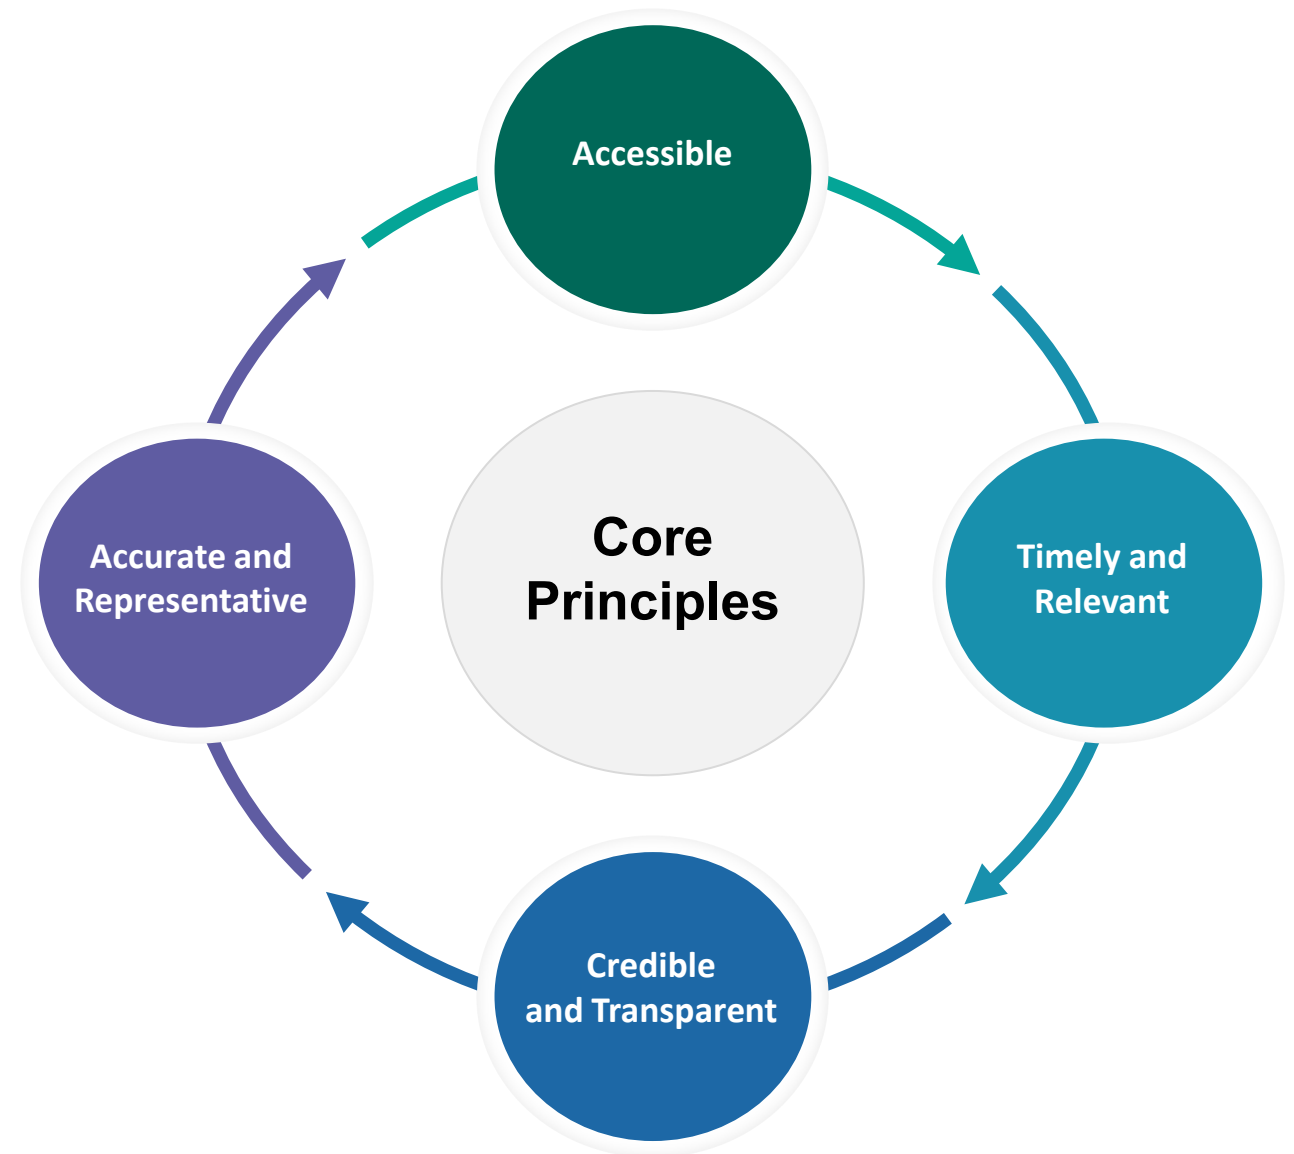 Accessible
Accurate and
Representative
Core
Principles
Timely and
Relevant
Credible
and Transparent